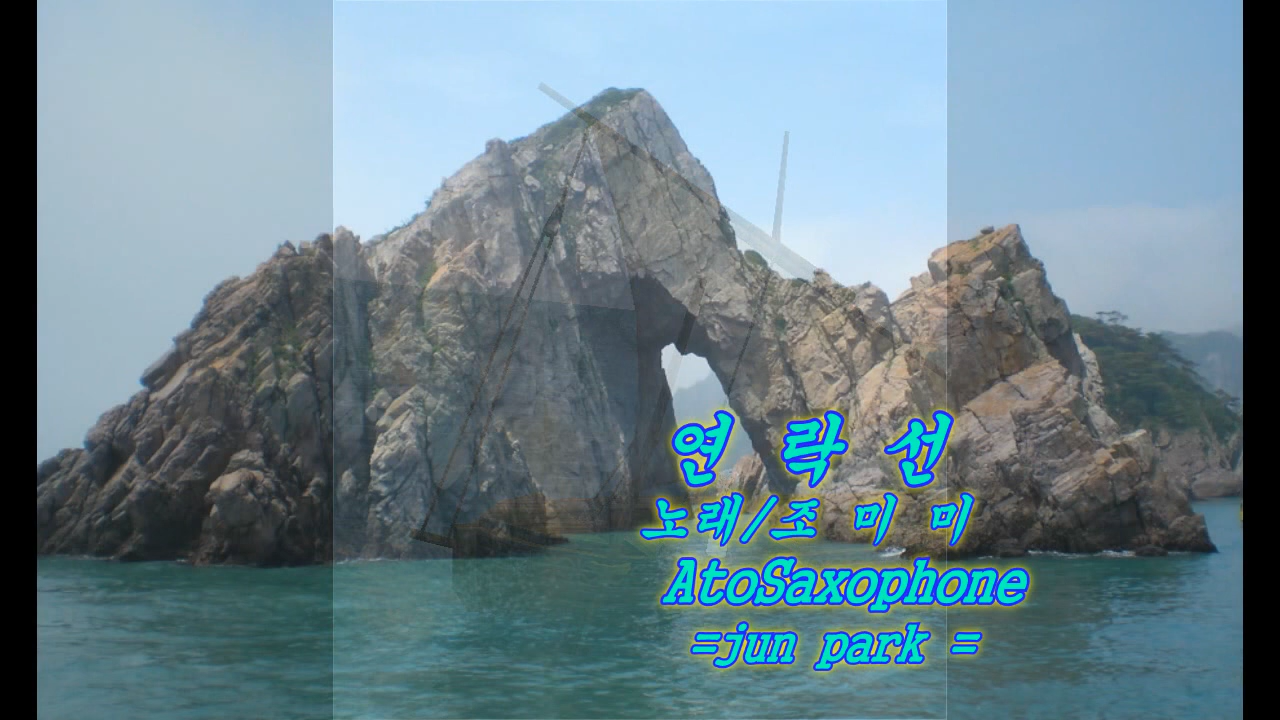 연 락 선
노래/조 미 미
AtoSaxophone
=jun park =